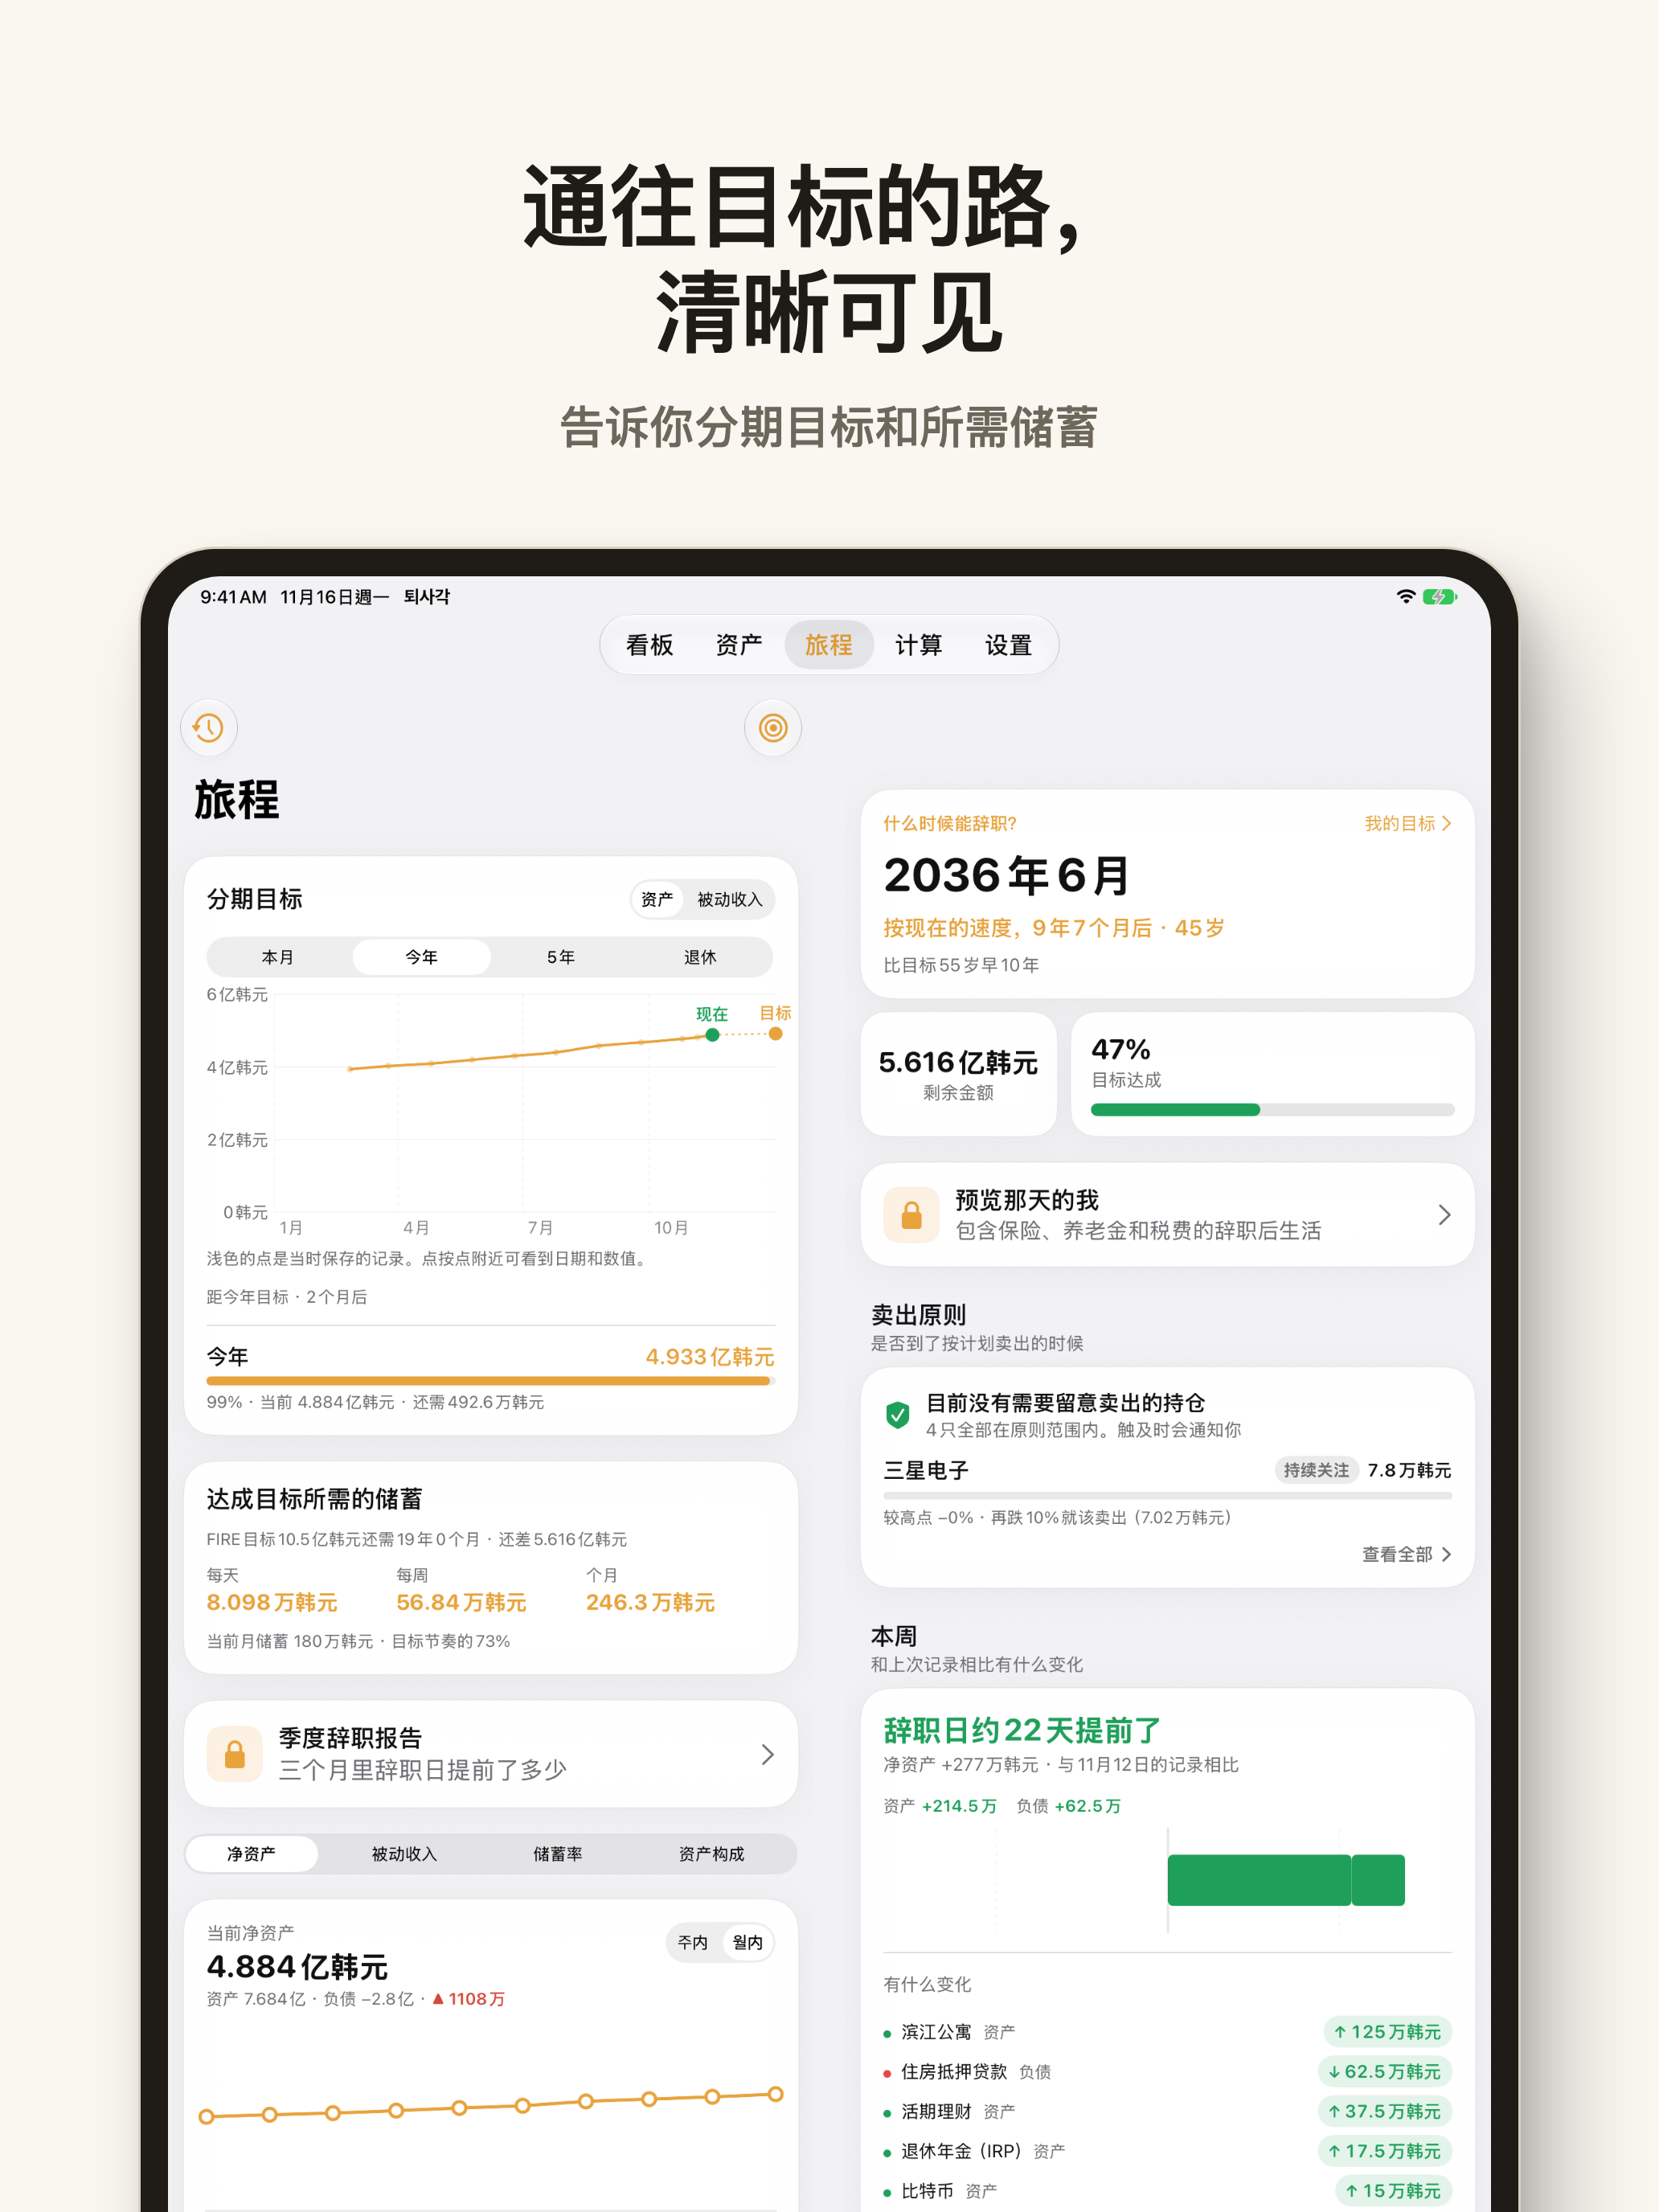 通往目标的路，
清晰可见
告诉你分期目标和所需储蓄
9:41 AM 11月16日週一 퇴사각
看板 资产 旅程 计算 设置
旅程
分期目标 资产 被动收入
本月 今年 5年 退休
6亿韩元
现在 目标
4亿韩元
2亿韩元
0韩元
1月 4月 7月 10月
浅色的点是当时保存的记录。点按点附近可看到日期和数值。
距今年目标 · 2个月后
今年 4.933亿韩元
99% · 当前 4.884亿韩元 · 还需492.6万韩元
达成目标所需的储蓄
FIRE目标10.5亿韩元还需19年0个月 · 还差5.616亿韩元
每天 每周 个月
8.098万韩元 56.84万韩元 246.3万韩元
当前月储蓄 180万韩元 · 目标节奏的73%
季度辞职报告
三个月里辞职日提前了多少
净资产 被动收入 储蓄率 资产构成
当前净资产
4.884亿韩元 주内 월内
资产 7.684亿 · 负债 −2.8亿 · ▲ 1108万
什么时候能辞职? 我的目标
2036年6月
按现在的速度，9年7个月后 · 45岁
比目标55岁早10年
5.616亿韩元
剩余金额
47%
目标达成
预览那天的我
包含保险、养老金和税费的辞职后生活
卖出原则
是否到了按计划卖出的时候
目前没有需要留意卖出的持仓
4只全部在原则范围内。触及时会通知你
三星电子 持续关注 7.8万韩元
较高点 −0% · 再跌10%就该卖出（7.02万韩元）
查看全部
本周
和上次记录相比有什么变化
辞职日约22天提前了
净资产 +277万韩元 · 与11月12日的记录相比
资产 +214.5万 负债 +62.5万
有什么变化
滨江公寓 资产 ↑ 125万韩元
住房抵押贷款 负债 ↓ 62.5万韩元
活期理财 资产 ↑ 37.5万韩元
退休年金（IRP） 资产 ↑ 17.5万韩元
比特币 资产 ↑ 15万韩元